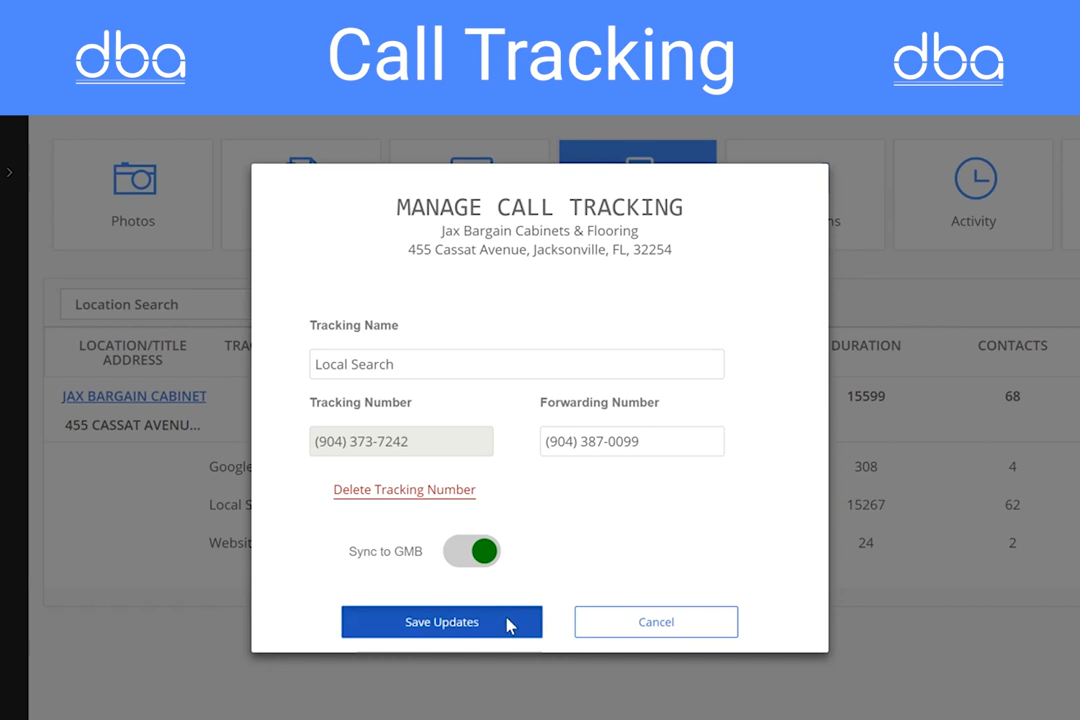 dba
Call Tracking
dba
Photos
Activity
MANAGE CALL TRACKING
Jax Bargain Cabinets & Flooring
455 Cassat Avenue, Jacksonville, FL, 32254
Location Search
Tracking Name
LOCATION/TITLE
ADDRESS
DURATION
CONTACTS
Local Search
JAX BARGAIN CABINET
15599
68
Tracking Number
Forwarding Number
455 CASSAT AVENU...
(904) 373-7242
(904) 387-0099
Google
308
4
Delete Tracking Number
Local S
15267
62
Websit
24
2
Sync to GMB
Save Updates
Cancel